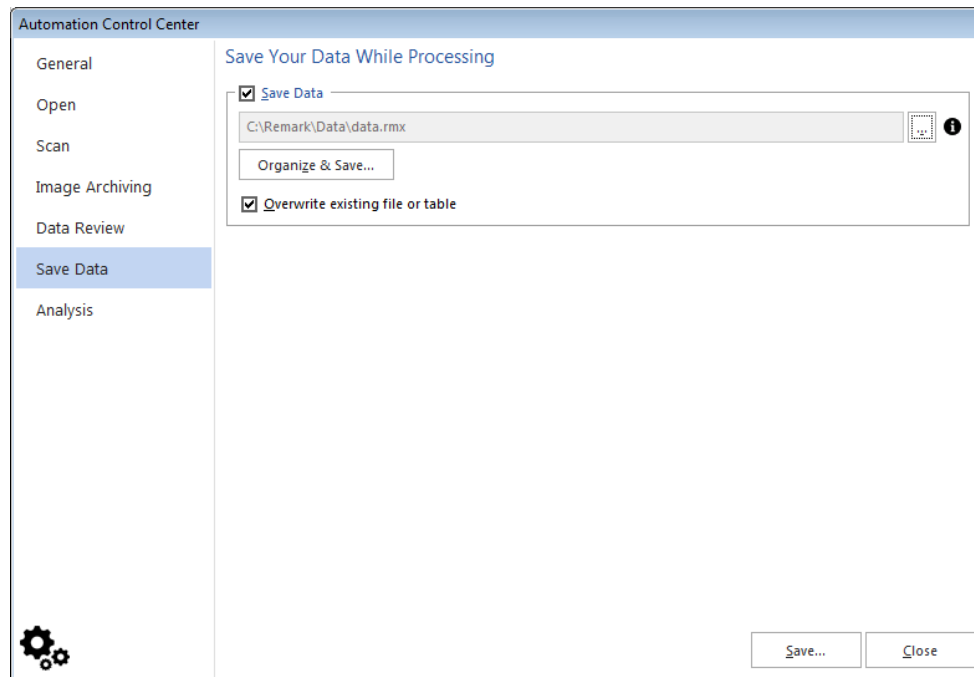 Automation Control Center
General
Open
Scan
Image Archiving
Data Review
Save Data
Analysis
Save Your Data While Processing
Save Data
C:\Remark\Data\data.rmx
...
Organize & Save...
Overwrite existing file or table
Save...
Close